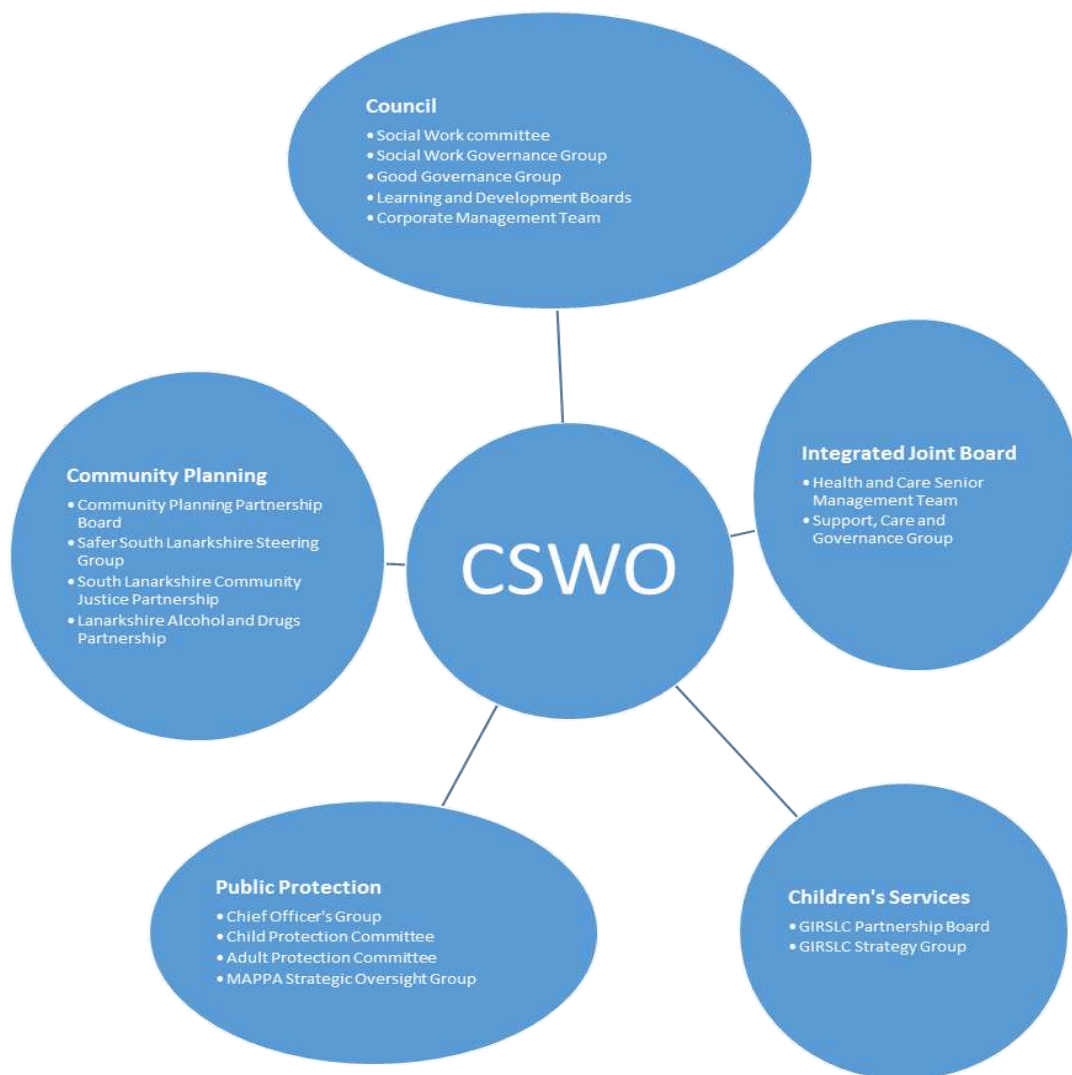 Council
• Social Work committee
• Social Work Governance Group
• Good Governance Group
• Learning and Development Boards
• Corporate Management Team
Integrated Joint Board
• Health and Care Senior
Management Team
• Support, Care and
Governance Group
Community Planning
• Community Planning Partnership
Board
• Safer South Lanarkshire Steering
Group
• South Lanarkshire Community
Justice Partnership
• Lanarkshire Alcohol and Drugs
Partnership
CSWO
Public Protection
• Chief Officer's Group
• Child Protection Committee
• Adult Protection Committee
• MAPPA Strategic Oversight Group
Children's Services
• GIRSLC Partnership Board
• GIRSLC Strategy Group